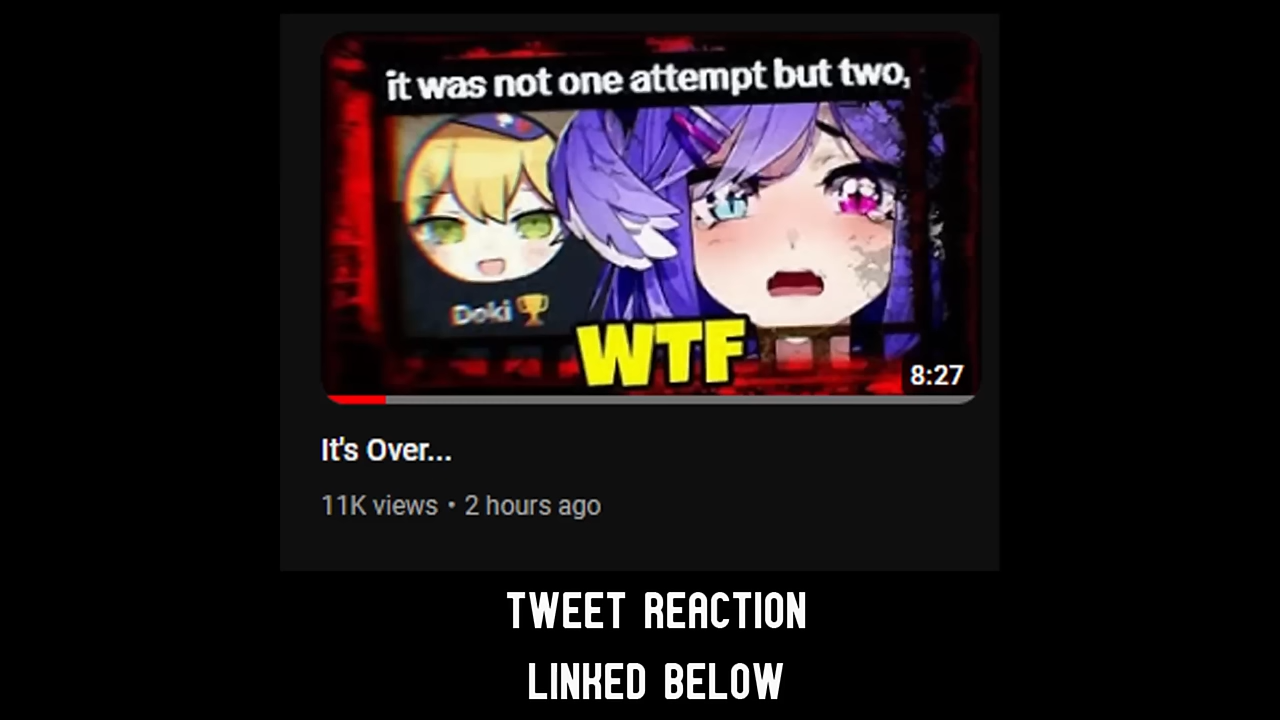 it was not one attempt but two,
Doki🏆
WTF
8:27
It's Over...
11K views • 2 hours ago
TWEET REACTION
LINKED BELOW